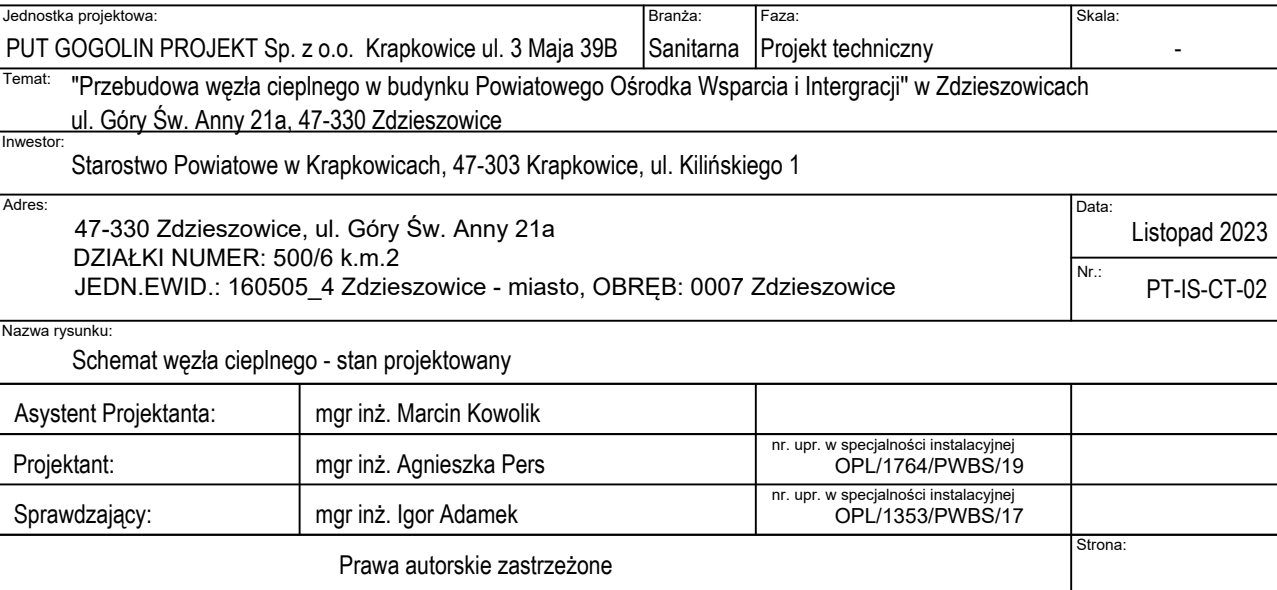 Jednostka projektowa:
PUT GOGOLIN PROJEKT Sp. z o.o. Krapkowice ul. 3 Maja 39B
Branża:
Sanitarna
Faza:
Projekt techniczny
Skala:
-
Temat:
"Przebudowa węzła cieplnego w budynku Powiatowego Ośrodka Wsparcia i Intergracji" w Zdzieszowicach
ul. Góry Św. Anny 21a, 47-330 Zdzieszowice
Inwestor:
Starostwo Powiatowe w Krapkowicach, 47-303 Krapkowice, ul. Kilińskiego 1
Adres:
47-330 Zdzieszowice, ul. Góry Św. Anny 21a
DZIAŁKI NUMER: 500/6 k.m.2
JEDN.EWID.: 160505_4 Zdzieszowice - miasto, OBRĘB: 0007 Zdzieszowice
Data:
Listopad 2023
Nr.:
PT-IS-CT-02
Nazwa rysunku:
Schemat węzła cieplnego - stan projektowany
Asystent Projektanta:
mgr inż. Marcin Kowolik
Projektant:
mgr inż. Agnieszka Pers
nr. upr. w specjalności instalacyjnej
OPL/1764/PWBS/19
Sprawdzający:
mgr inż. Igor Adamek
nr. upr. w specjalności instalacyjnej
OPL/1353/PWBS/17
Prawa autorskie zastrzeżone
Strona: